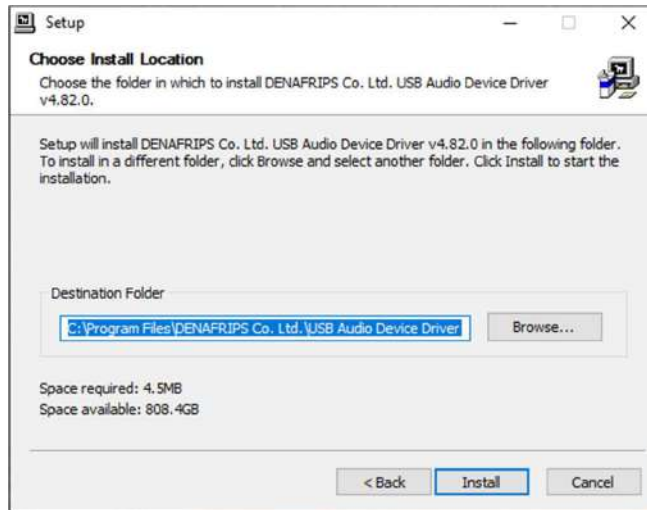 Setup
Choose Install Location
Choose the folder in which to install DENAFRIPS Co. Ltd. USB Audio Device Driver
v4.82.0.
Setup will install DENAFRIPS Co. Ltd. USB Audio Device Driver v4.82.0 in the following folder.
To install in a different folder, click Browse and select another folder. Click Install to start the
installation.
Destination Folder
C:\Program Files\DENAFRIPS Co. Ltd.\USB Audio Device Driver
Browse...
Space required: 4.5MB
Space available: 808.4GB
< Back
Install
Cancel